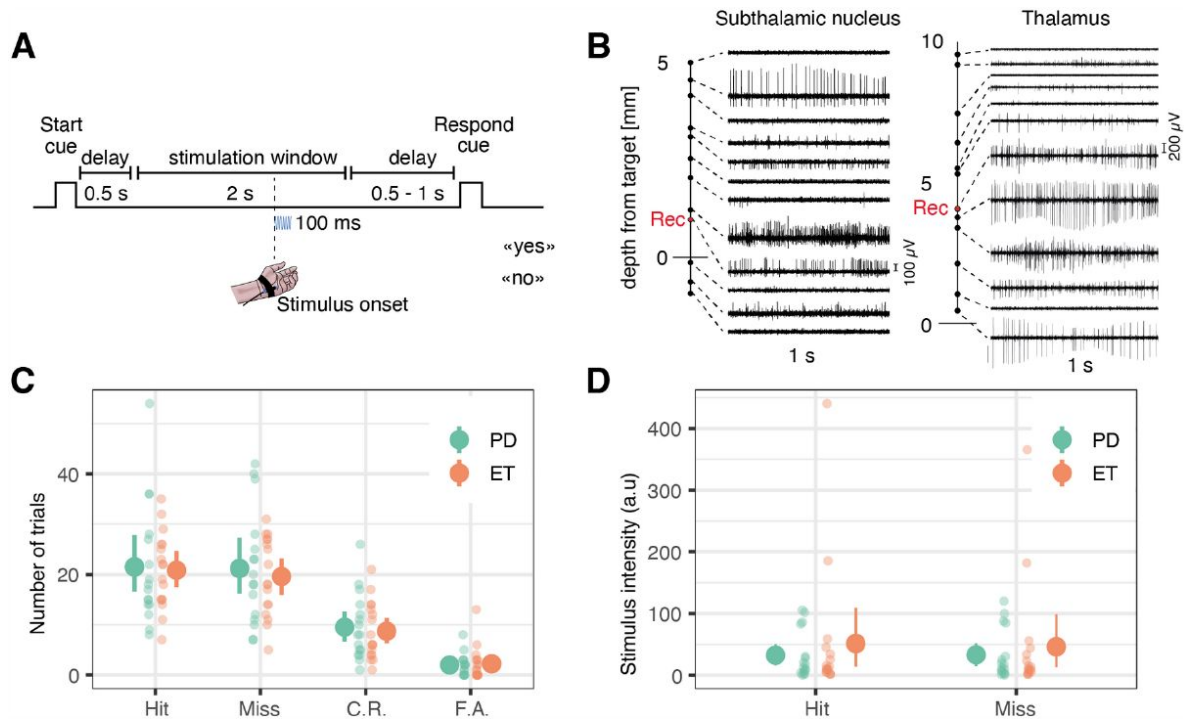 A
Start
cue
delay
stimulation window
delay
Respond
cue
0.5 s
2 s
0.5 - 1 s
100 ms
«yes»
«no»
Stimulus onset
B
Subthalamic nucleus
Thalamus
depth from target [mm]
5
Rec
0
100 µV
1 s
10
5
Rec
0
200 µV
1 s
C
Number of trials
40
20
0
Hit
Miss
C.R.
F.A.
PD
ET
D
Stimulus intensity (a.u)
400
300
200
100
0
Hit
Miss
PD
ET